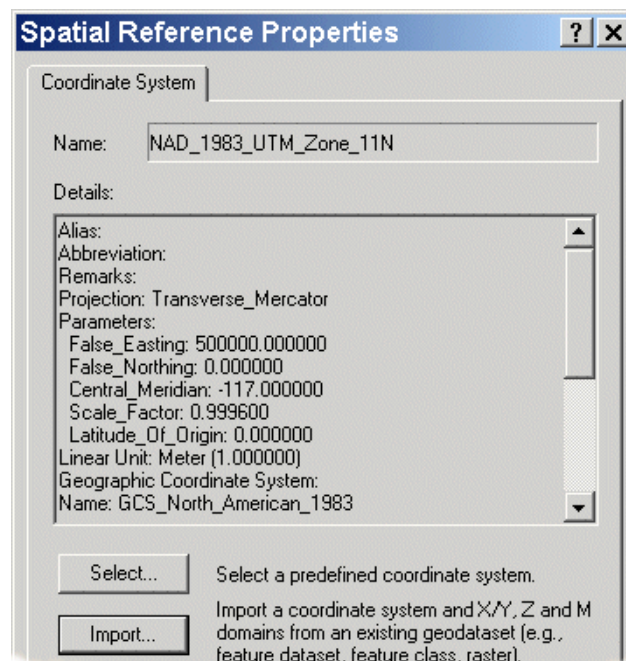 Spatial Reference Properties
Coordinate System
Name: NAD_1983_UTM_Zone_11N
Details:
Alias:
Abbreviation:
Remarks:
Projection: Transverse_Mercator
Parameters:
False_Easting: 500000.000000
False_Northing: 0.000000
Central_Meridian: -117.000000
Scale_Factor: 0.999600
Latitude_Of_Origin: 0.000000
Linear Unit: Meter (1.000000)
Geographic Coordinate System:
Name: GCS_North_American_1983
Select... Select a predefined coordinate system.
Import... Import a coordinate system and X/Y, Z and M
domains from an existing geodataset (e.g.,
feature dataset, feature class, raster).